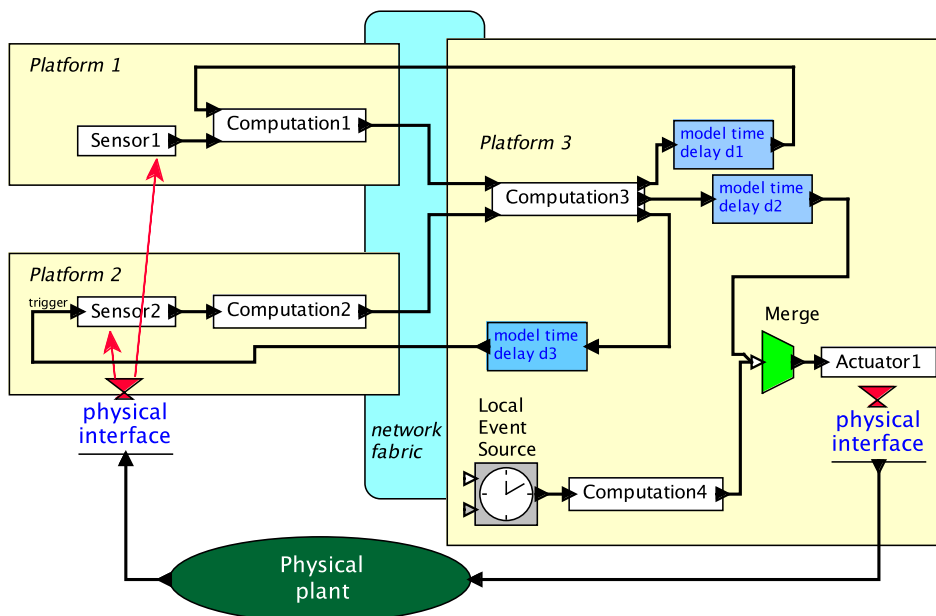 Platform 1
Computation1
Sensor1
Platform 3
model time
delay d1
model time
delay d2
Computation3
Platform 2
trigger
Sensor2
Computation2
model time
delay d3
Merge
Actuator1
physical
interface
physical
interface
network
fabric
Local
Event
Source
Computation4
Physical
plant